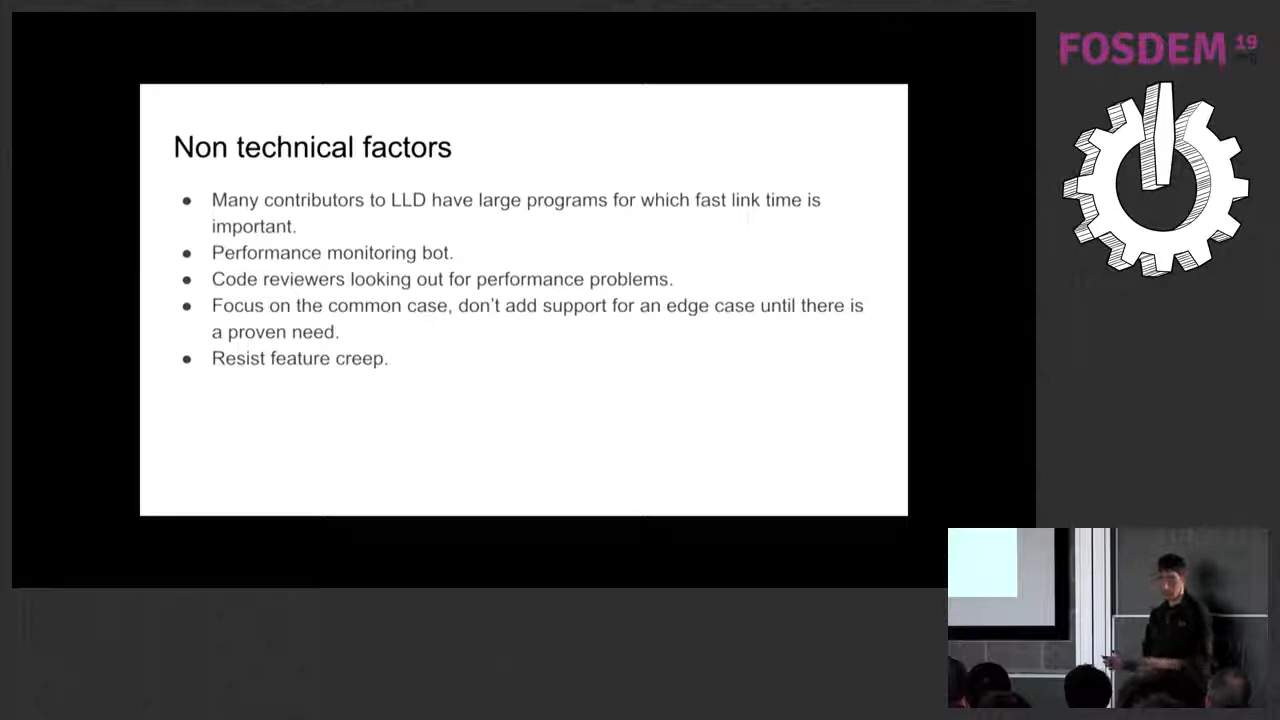 FOSDEM 19
Non technical factors
● Many contributors to LLD have large programs for which fast link time is
important.
● Performance monitoring bot.
● Code reviewers looking out for performance problems.
● Focus on the common case, don't add support for an edge case until there is
a proven need.
● Resist feature creep.